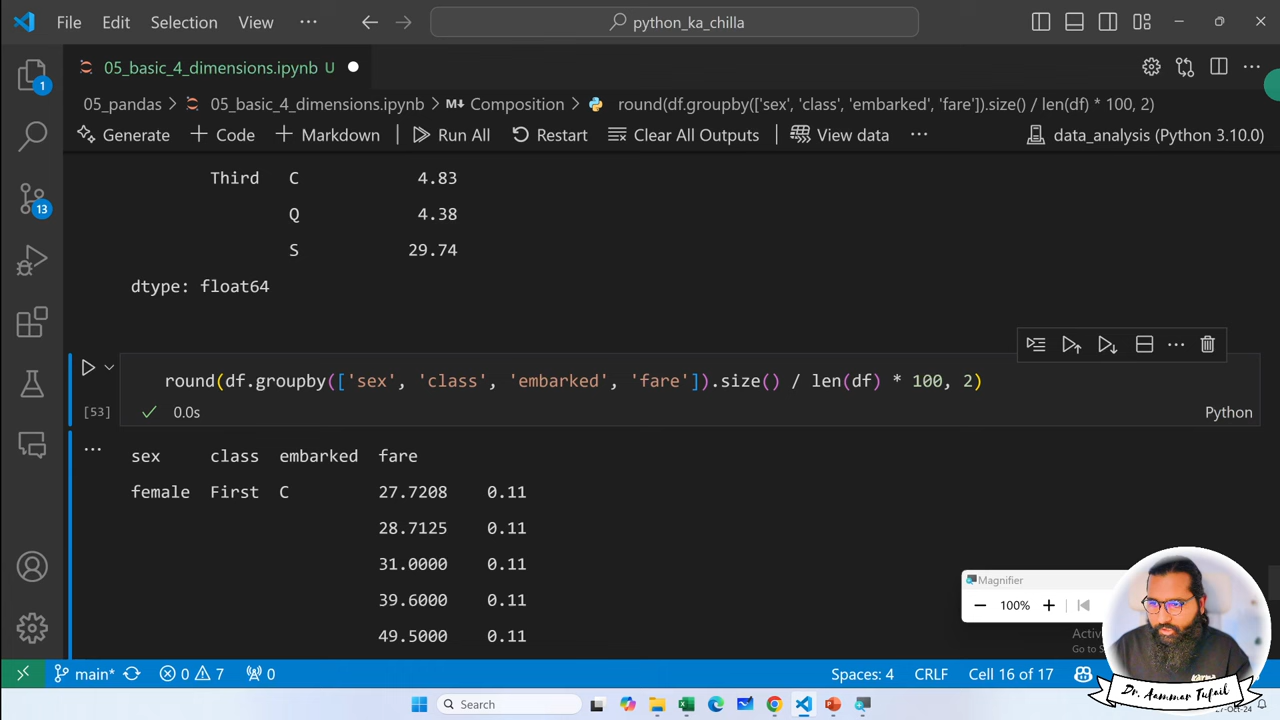 File Edit Selection View ··· python_ka_chilla
05_basic_4_dimensions.ipynb U
05_pandas > 05_basic_4_dimensions.ipynb > M↓ Composition > round(df.groupby(['sex', 'class', 'embarked', 'fare']).size() / len(df) * 100, 2)
Generate + Code + Markdown Run All Restart Clear All Outputs View data ··· data_analysis (Python 3.10.0)
1
13
Third C 4.83
Q 4.38
S 29.74
dtype: float64
round(df.groupby(['sex', 'class', 'embarked', 'fare']).size() / len(df) * 100, 2)
[53] 0.0s Python
sex class embarked fare
female First C 27.7208 0.11
28.7125 0.11
31.0000 0.11
39.6000 0.11
49.5000 0.11
Magnifier
100%
Dr. Aammar Tufail
main* 0 7 0 Spaces: 4 CRLF Cell 16 of 17
Search
27-Oct-24